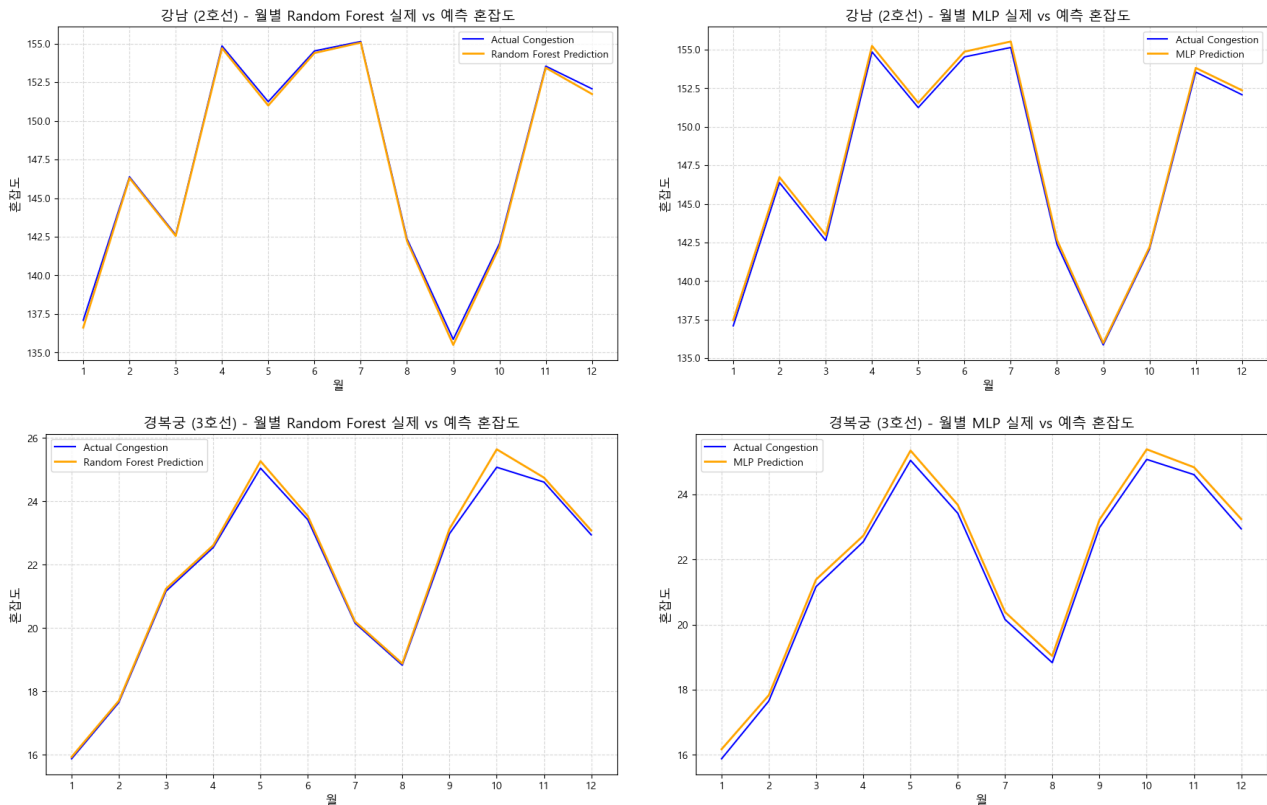 강남 (2호선) - 월별 Random Forest 실제 vs 예측 혼잡도
Actual Congestion
Random Forest Prediction
155.0
152.5
150.0
147.5
145.0
142.5
140.0
137.5
135.0
혼잡도
1 2 3 4 5 6 7 8 9 10 11 12
월
강남 (2호선) - 월별 MLP 실제 vs 예측 혼잡도
Actual Congestion
MLP Prediction
155.0
152.5
150.0
147.5
145.0
142.5
140.0
137.5
135.0
혼잡도
1 2 3 4 5 6 7 8 9 10 11 12
월
경복궁 (3호선) - 월별 Random Forest 실제 vs 예측 혼잡도
Actual Congestion
Random Forest Prediction
26
24
22
20
18
16
혼잡도
1 2 3 4 5 6 7 8 9 10 11 12
월
경복궁 (3호선) - 월별 MLP 실제 vs 예측 혼잡도
Actual Congestion
MLP Prediction
24
22
20
18
16
혼잡도
1 2 3 4 5 6 7 8 9 10 11 12
월